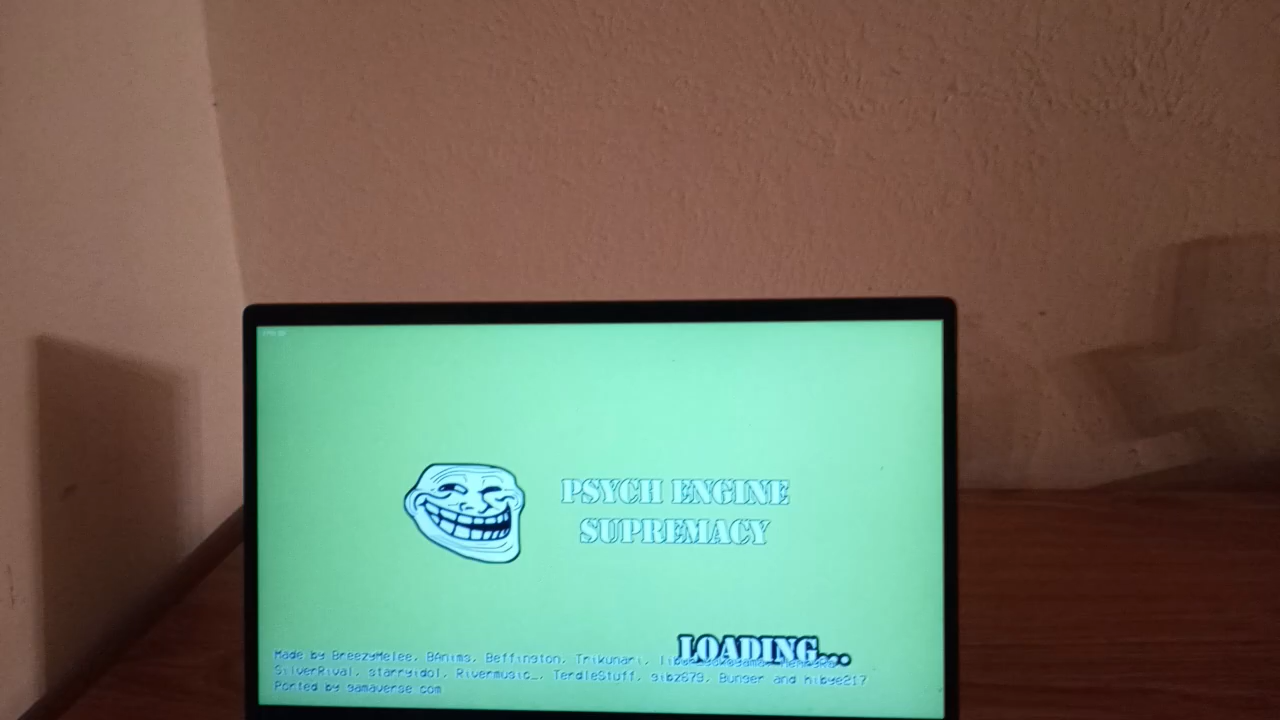 PSYCH ENGINE
SUPREMACY
LOADING...
Made by BreezyMelee, BAnims, Beffington, Trikunari,
SilverRival, starryidol, Rivermusic_, TerdleStuff, gibz679, Bunger and hibye217
Ported by gamaverse.com